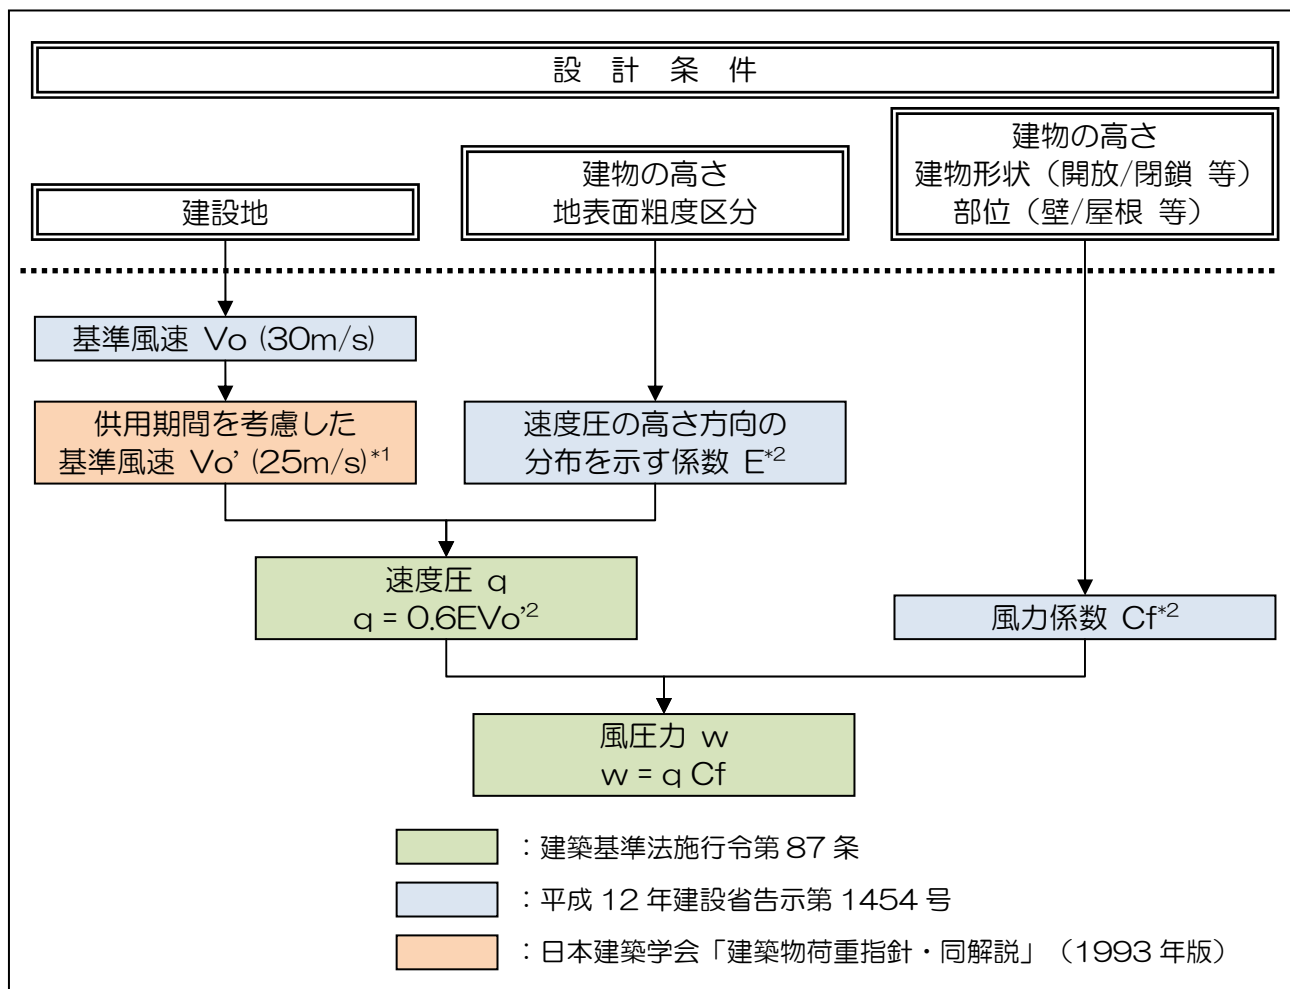 設 計 条 件
建設地
建物の高さ
地表面粗度区分
建物の高さ
建物形状（開放/閉鎖 等）
部位（壁/屋根 等）
基準風速 Vo (30m/s)
供用期間を考慮した
基準風速 Vo' (25m/s)*1
速度圧の高さ方向の
分布を示す係数 E*2
速度圧 q
q = 0.6EVo'2
風力係数 Cf*2
風圧力 w
w = q Cf
：建築基準法施行令第 87 条
：平成 12 年建設省告示第 1454 号
：日本建築学会「建築物荷重指針・同解説」（1993 年版）